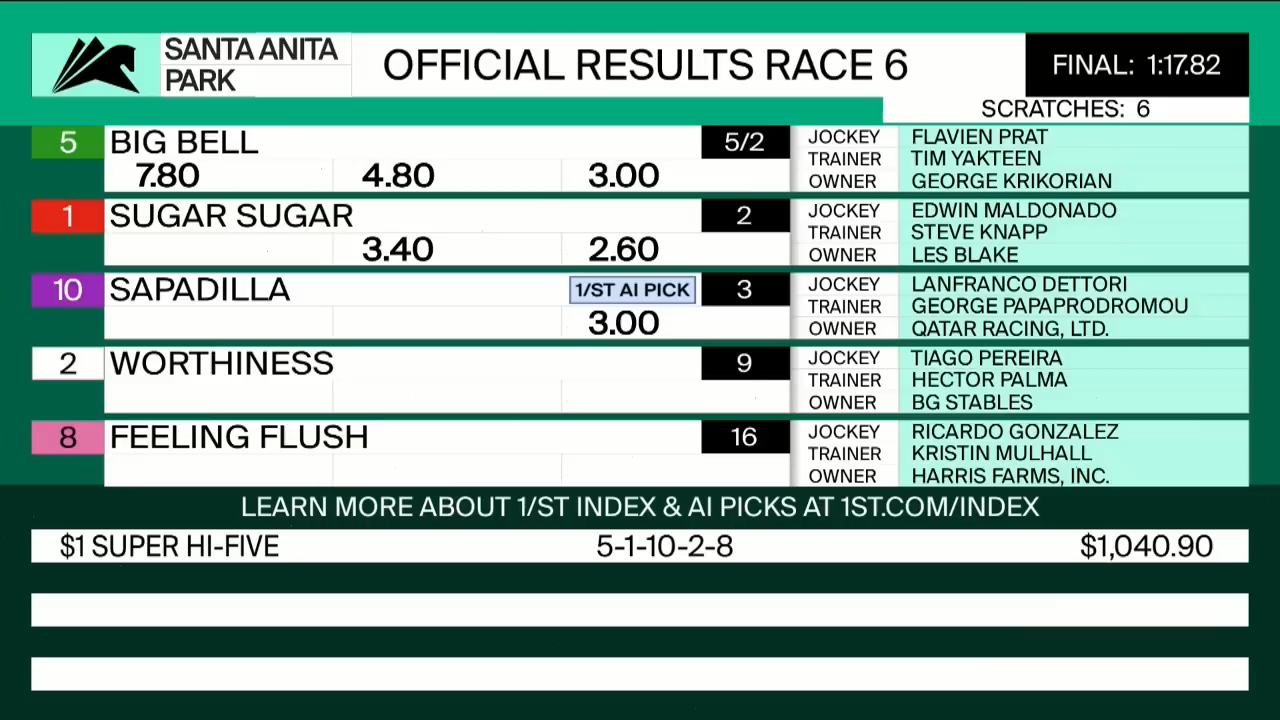 SANTA ANITA
PARK
OFFICIAL RESULTS RACE 6
FINAL: 1:17.82
SCRATCHES: 6
5 BIG BELL 5/2
7.80 4.80 3.00
JOCKEY FLAVIEN PRAT
TRAINER TIM YAKTEEN
OWNER GEORGE KRIKORIAN
1 SUGAR SUGAR 2
3.40 2.60
JOCKEY EDWIN MALDONADO
TRAINER STEVE KNAPP
OWNER LES BLAKE
10 SAPADILLA 1/ST AI PICK 3
3.00
JOCKEY LANFRANCO DETTORI
TRAINER GEORGE PAPAPRODROMOU
OWNER QATAR RACING, LTD.
2 WORTHINESS 9
JOCKEY TIAGO PEREIRA
TRAINER HECTOR PALMA
OWNER BG STABLES
8 FEELING FLUSH 16
JOCKEY RICARDO GONZALEZ
TRAINER KRISTIN MULHALL
OWNER HARRIS FARMS, INC.
LEARN MORE ABOUT 1/ST INDEX & AI PICKS AT 1ST.COM/INDEX
$1 SUPER HI-FIVE 5-1-10-2-8 $1,040.90